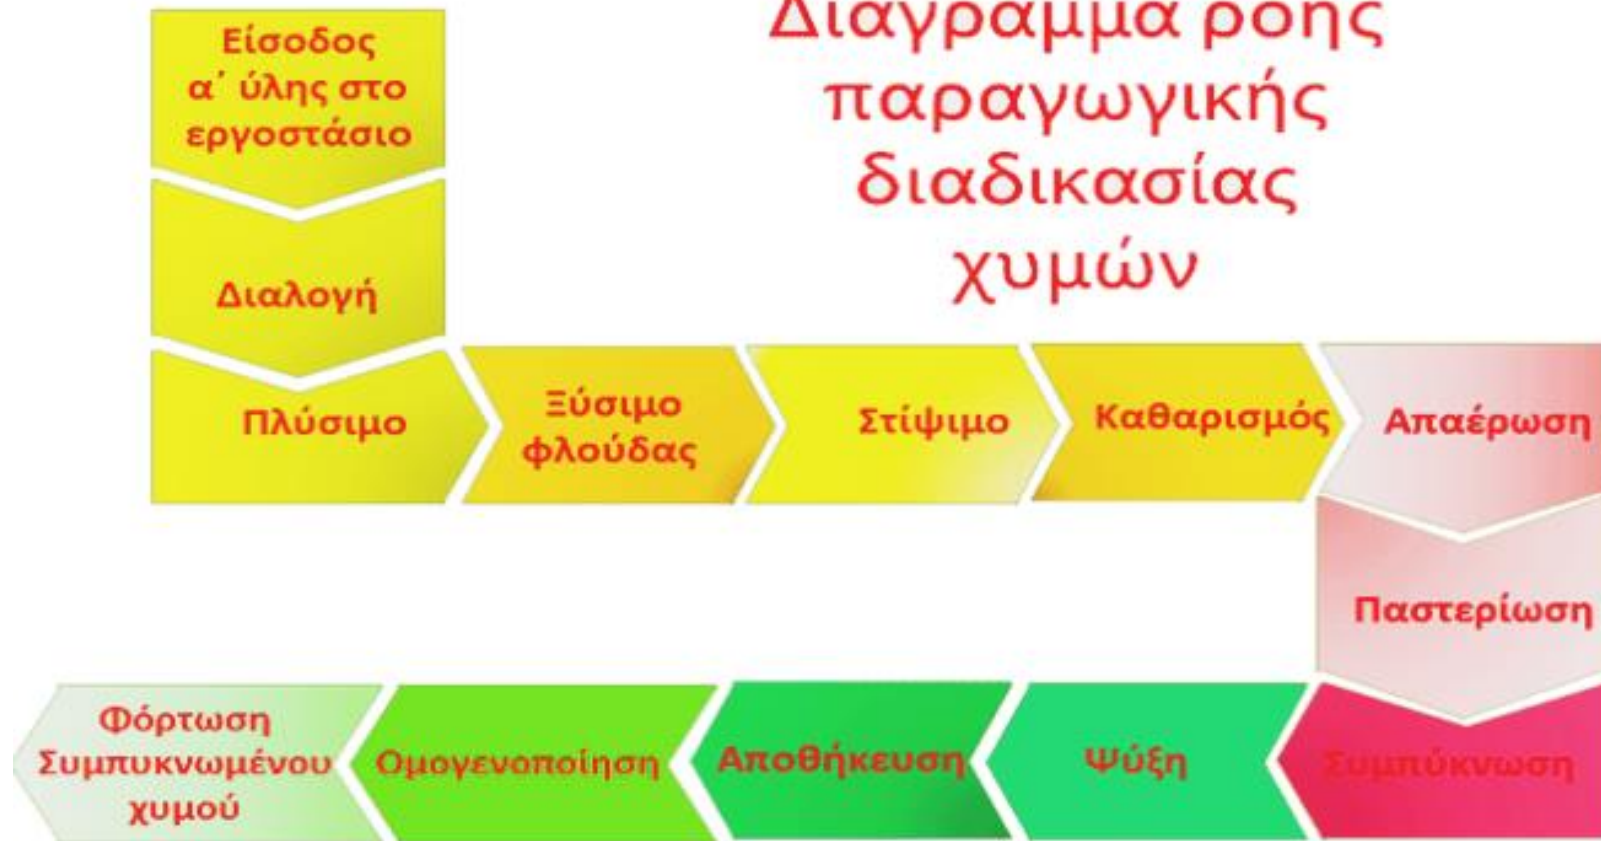 Διάγραμμα ροής
παραγωγικής
διαδικασίας
χυμών
Είσοδος
α΄ ύλης στο
εργοστάσιο
Διαλογή
Πλύσιμο
Ξύσιμο
φλούδας
Στίψιμο
Καθαρισμός
Απαέρωση
Παστερίωση
Συμπύκνωση
Ψύξη
Αποθήκευση
Ομογενοποίηση
Φόρτωση
Συμπυκνωμένου
χυμού